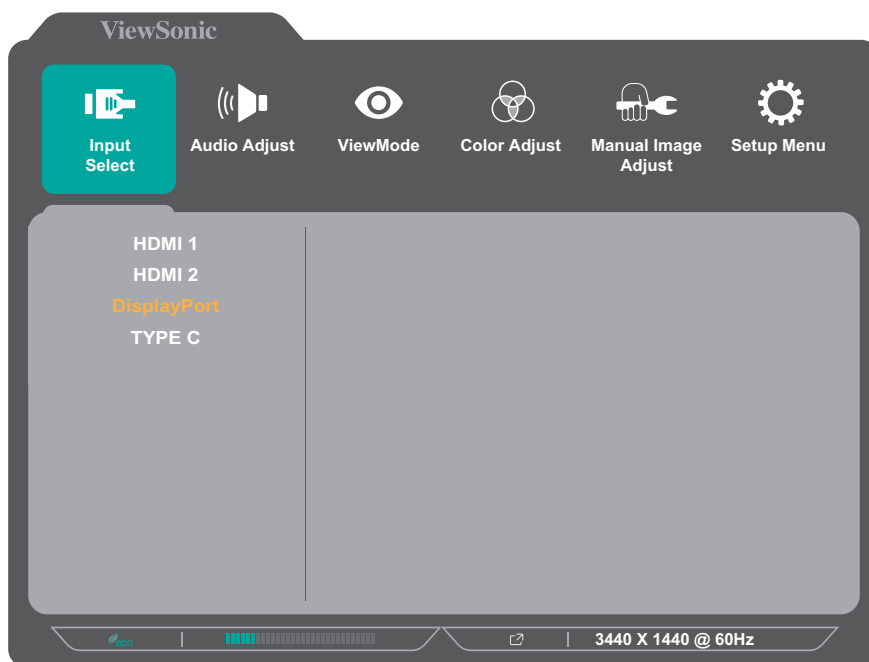 ViewSonic
Input
Select
Audio Adjust
ViewMode
Color Adjust
Manual Image
Adjust
Setup Menu
HDMI 1
HDMI 2
DisplayPort
TYPE C
eco
3440 X 1440 @ 60Hz